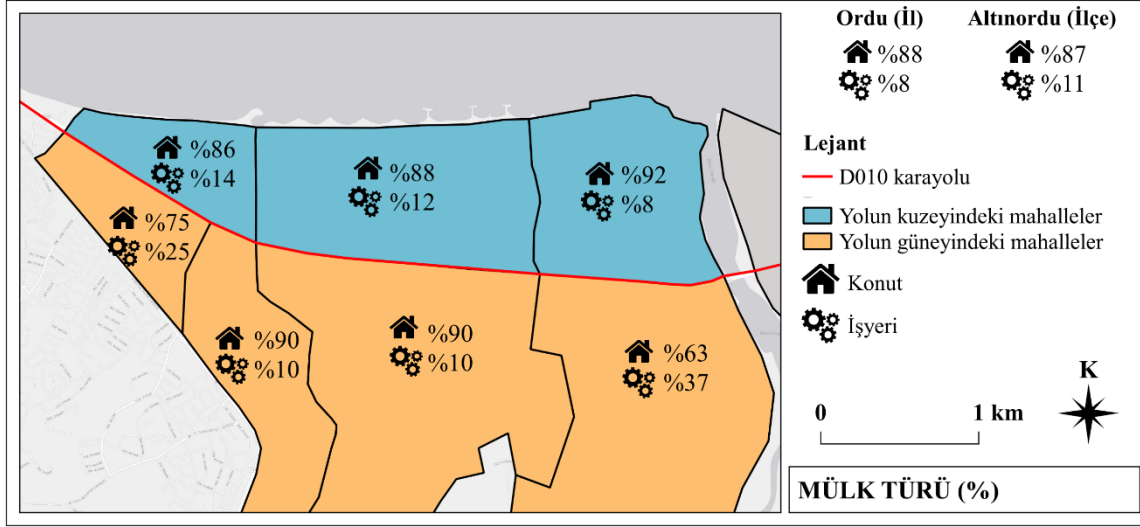 Ordu (İl)
%88
%8
Altınordu (İlçe)
%87
%11
%86
%14
%88
%12
%92
%8
%75
%25
%90
%10
%90
%10
%63
%37
Lejant
D010 karayolu
Yolun kuzeyindeki mahalleler
Yolun güneyindeki mahalleler
Konut
İşyeri
K
0 1 km
MÜLK TÜRÜ (%)